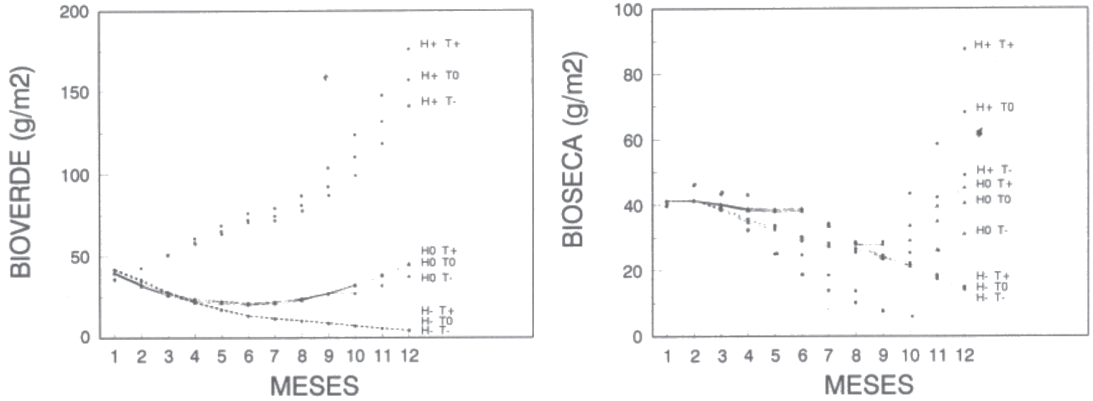 200
150
100
50
0
BIOVERDE (g/m2)
H+ T+
H+ T0
H+ T-
H0 T+
H0 T0
H0 T-
H- T+
H- T0
H- T-
1 2 3 4 5 6 7 8 9 10 11 12
MESES
100
80
60
40
20
0
BIOSECA (g/m2)
H+ T+
H+ T0
H+ T-
H0 T+
H0 T0
H0 T-
H- T+
H- T0
H- T-
1 2 3 4 5 6 7 8 9 10 11 12
MESES